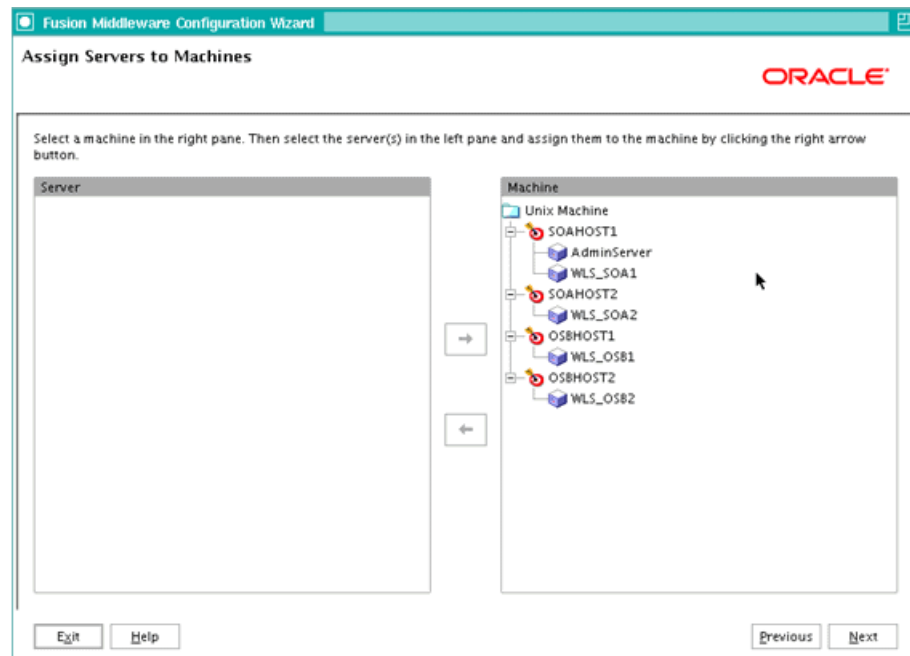 Fusion Middleware Configuration Wizard
Assign Servers to Machines
ORACLE
Select a machine in the right pane. Then select the server(s) in the left pane and assign them to the machine by clicking the right arrow
button.
Server
Machine
Unix Machine
SOAHOST1
AdminServer
WLS_SOA1
SOAHOST2
WLS_SOA2
OSBHOST1
WLS_OSB1
OSBHOST2
WLS_OSB2
Exit
Help
Previous
Next